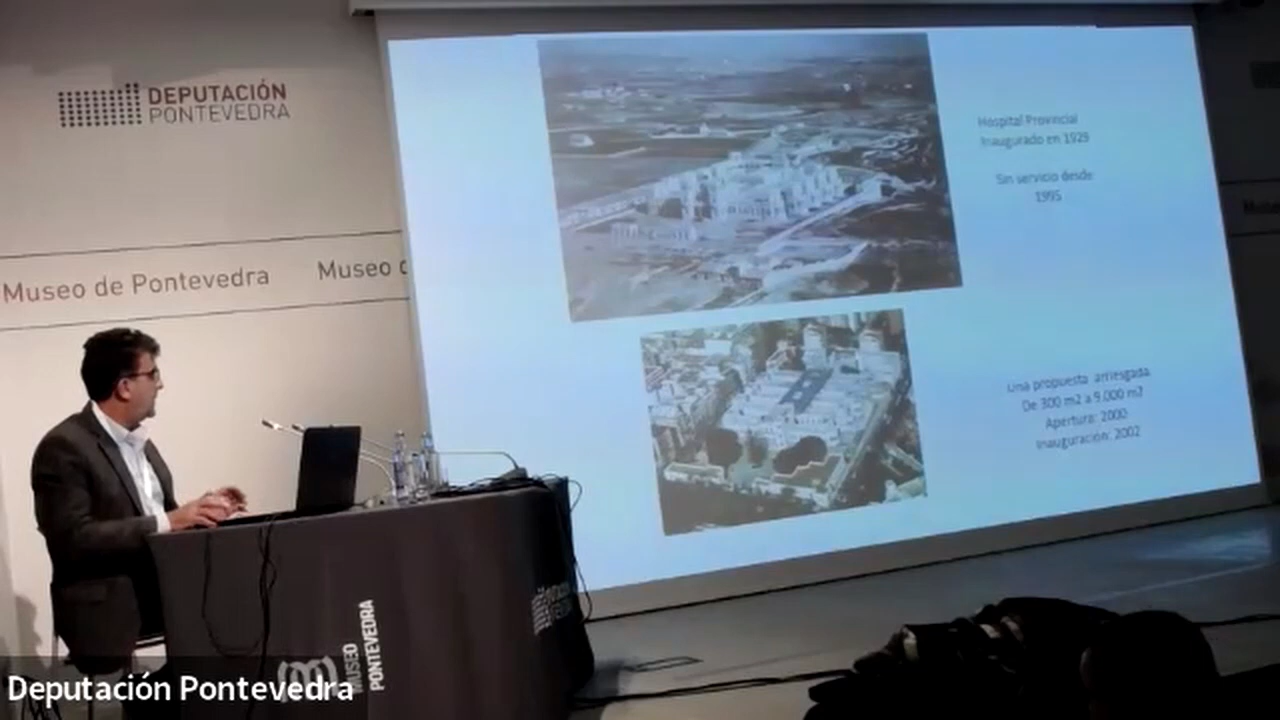 DEPUTACIÓN
PONTEVEDRA
Museo de Pontevedra
Museo
Hospital Provincial
Inaugurado en 1929
Sin servicio desde
1995
Una propuesta arriesgada
De 300 m2 a 9.000 m2
Apertura: 2000
Inauguración: 2002
MUSEO
PONTEVEDRA
Deputación Pontevedra